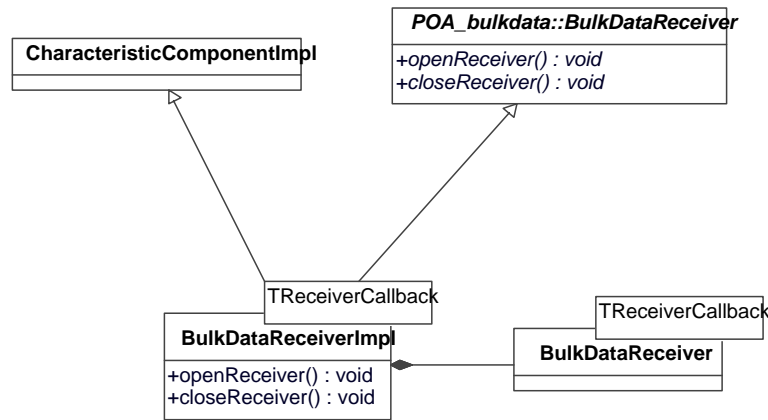 POA_bulkdata::BulkDataReceiver
+openReceiver() : void
+closeReceiver() : void
CharacteristicComponentImpl
TReceiverCallback
BulkDataReceiverImpl
+openReceiver() : void
+closeReceiver() : void
TReceiverCallback
BulkDataReceiver